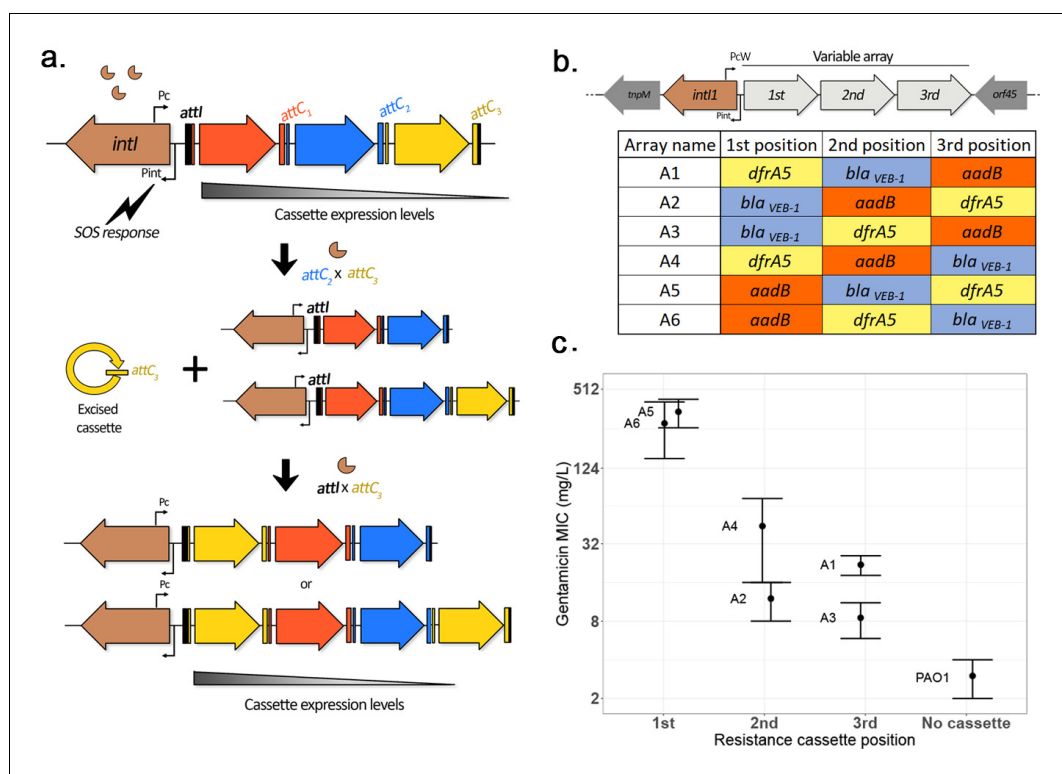 a.
Pc
attI
attC1
attC2
attC3
intI
Pint
SOS response
Cassette expression levels
attC2 x attC3
attI
attC3
Excised
cassette
attI
attI x attC3
Pc
or
Pc
Cassette expression levels
b.
Variable array
PcW
tnpM
intI1
1st
2nd
3rd
orf45
Pint
Array name 1st position 2nd position 3rd position
A1 dfrA5 bla VEB-1 aadB
A2 bla VEB-1 aadB dfrA5
A3 bla VEB-1 dfrA5 aadB
A4 dfrA5 aadB bla VEB-1
A5 aadB bla VEB-1 dfrA5
A6 aadB dfrA5 bla VEB-1
c.
Gentamicin MIC (mg/L)
512
124
32
8
2
A5
A6
A4
A2
A1
A3
PAO1
1st 2nd 3rd No cassette
Resistance cassette position